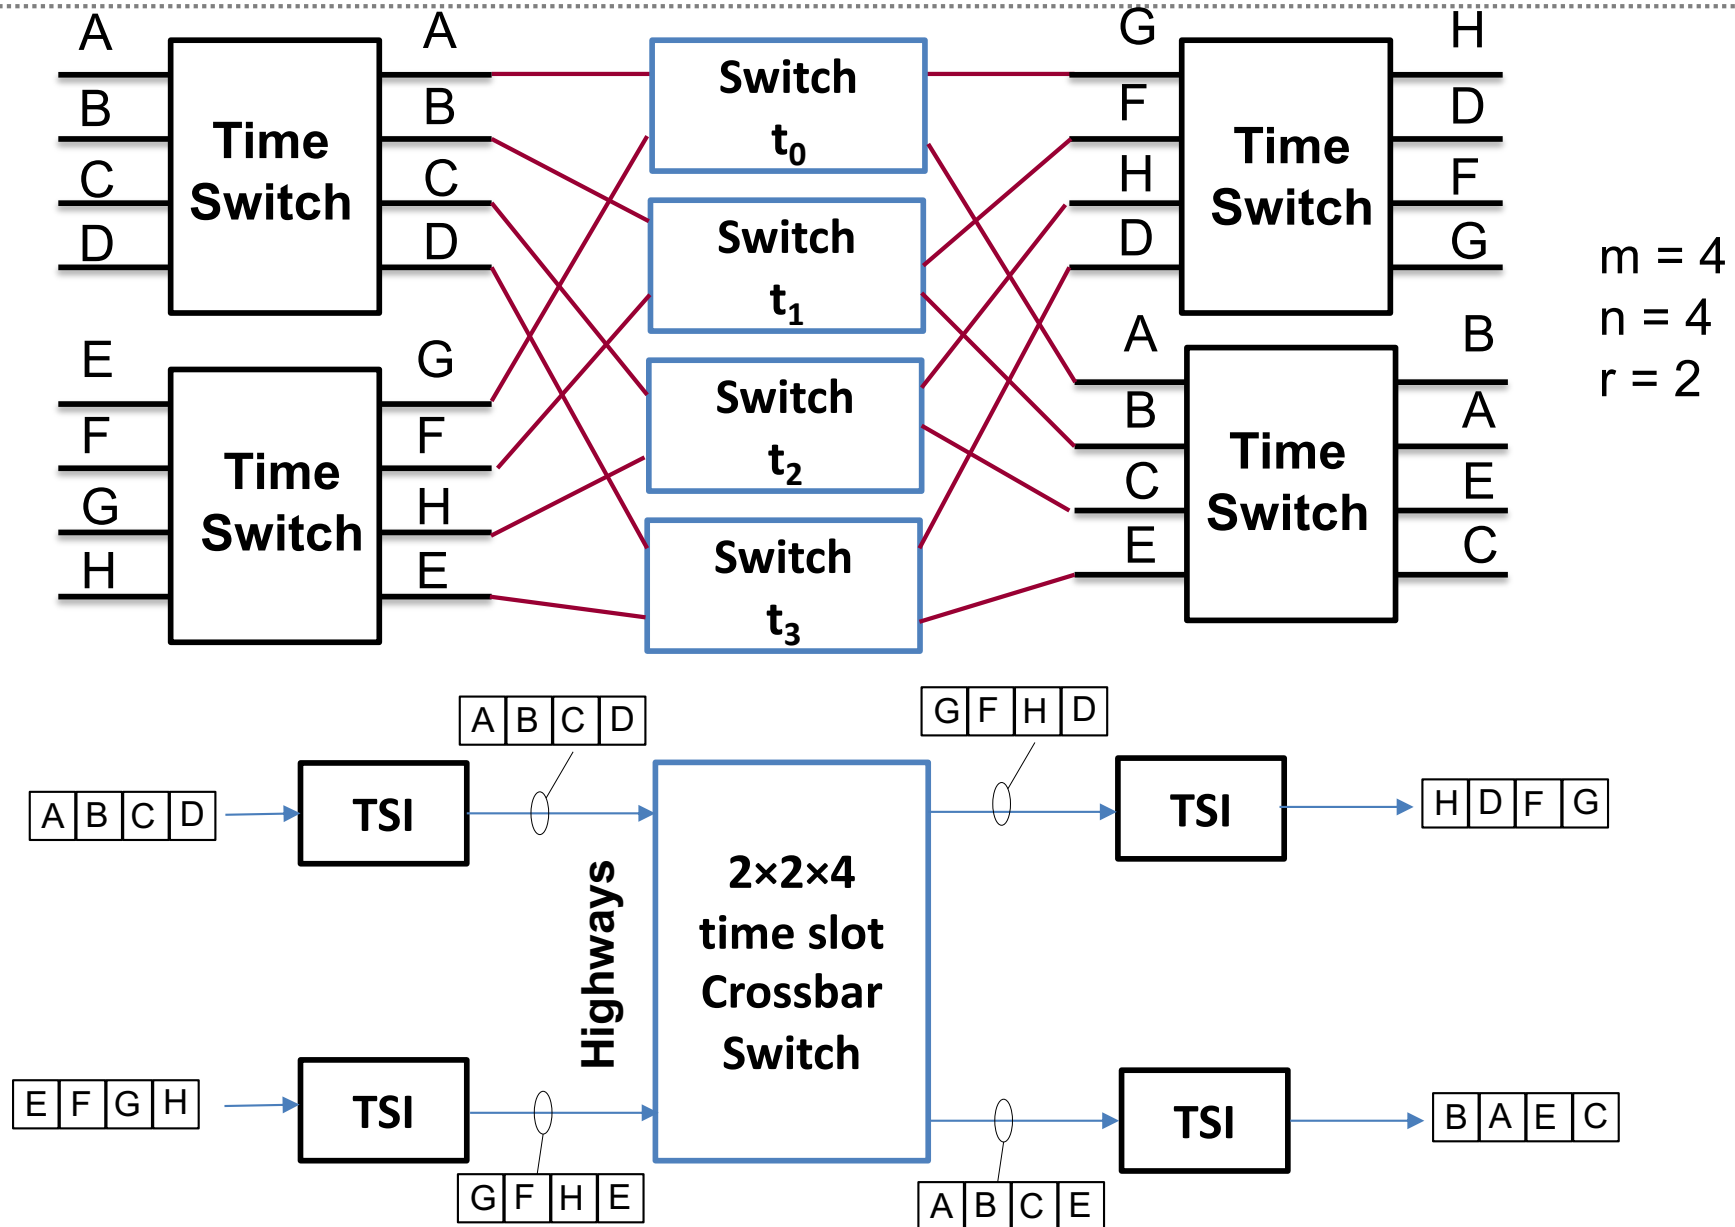 A
B
C
D
Time
Switch
A
B
C
D
E
F
G
H
Time
Switch
G
F
H
E
Switch
t₀
Switch
t₁
Switch
t₂
Switch
t₃
G
F
H
D
Time
Switch
H
D
F
G
A
B
C
E
Time
Switch
B
A
E
C
m = 4
n = 4
r = 2
A B C D
TSI
A B C D
E F G H
TSI
G F H E
Highways
2×2×4
time slot
Crossbar
Switch
G F H D
TSI
H D F G
A B C E
TSI
B A E C